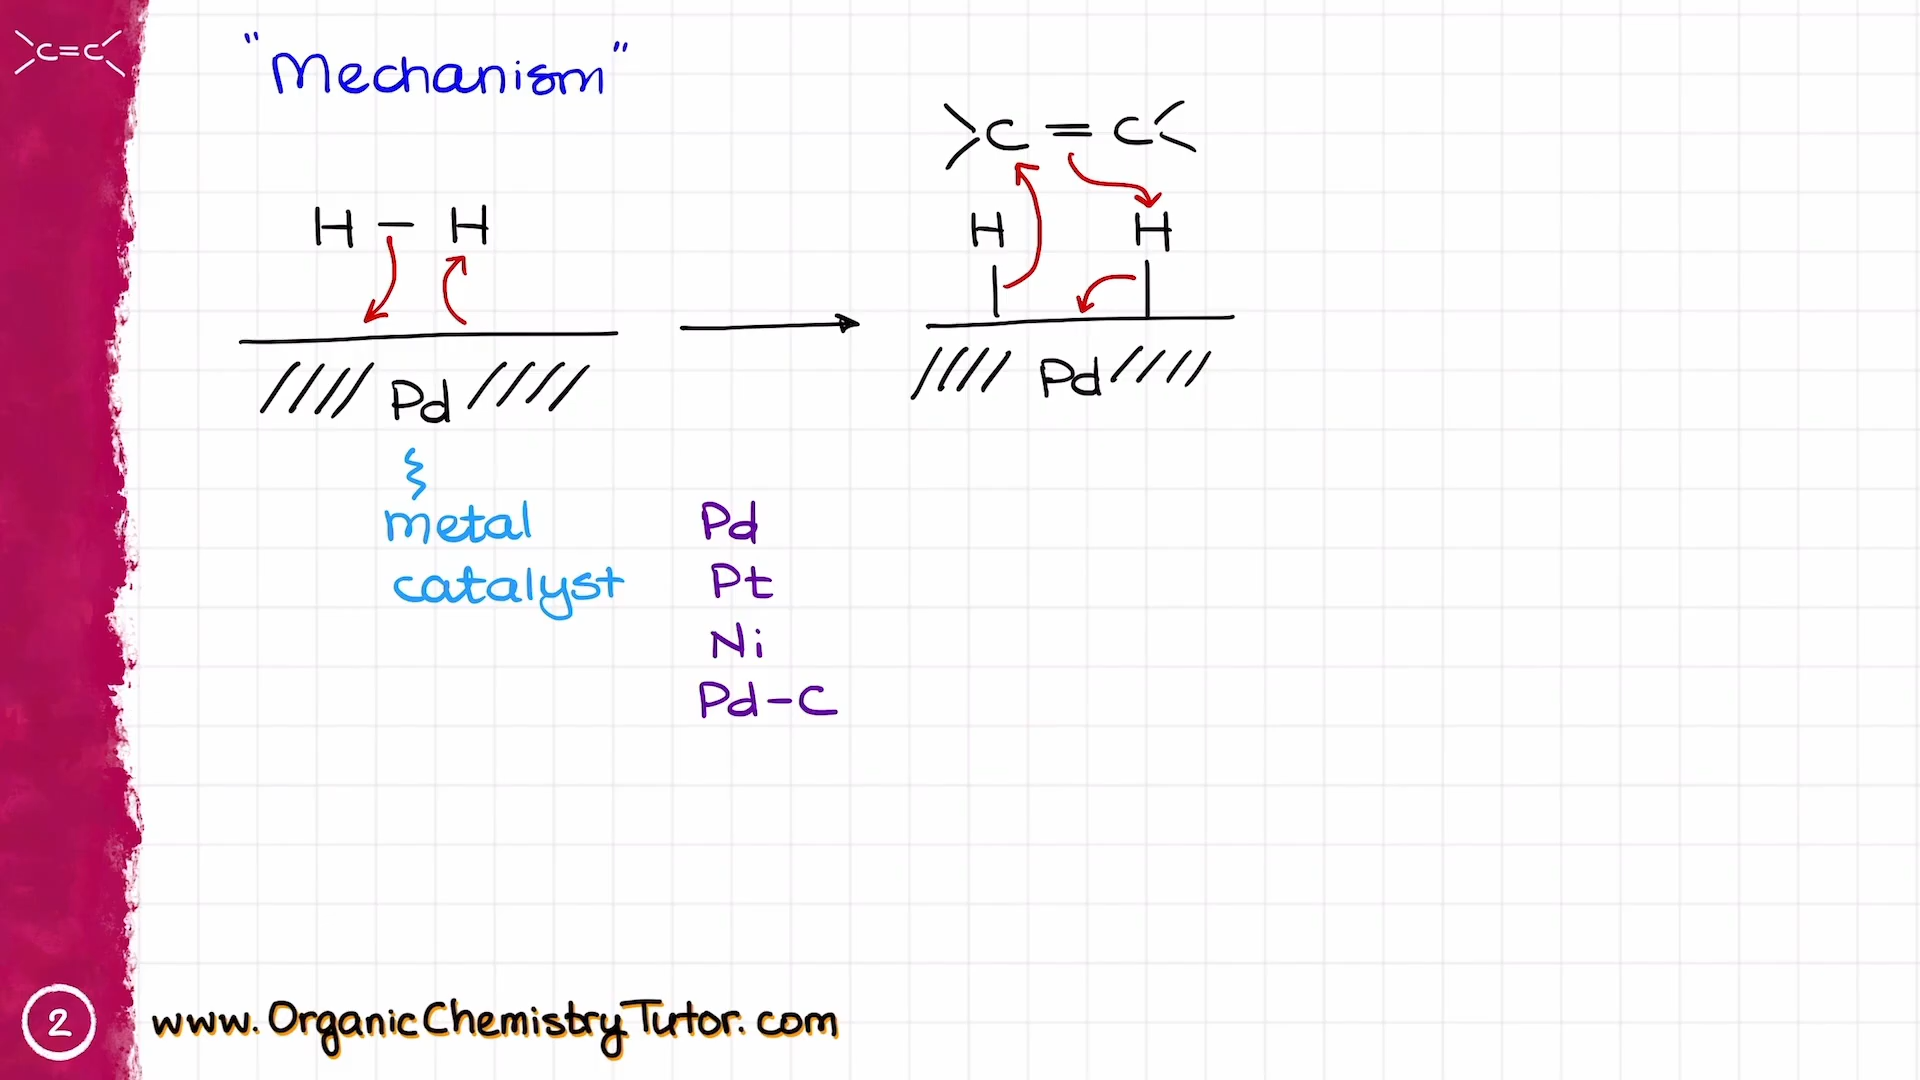 C=C
"Mechanism"
C = C
H – H
H H
Pd
Pd
metal
catalyst
Pd
Pt
Ni
Pd-C
2
www.OrganicChemistryTutor.com